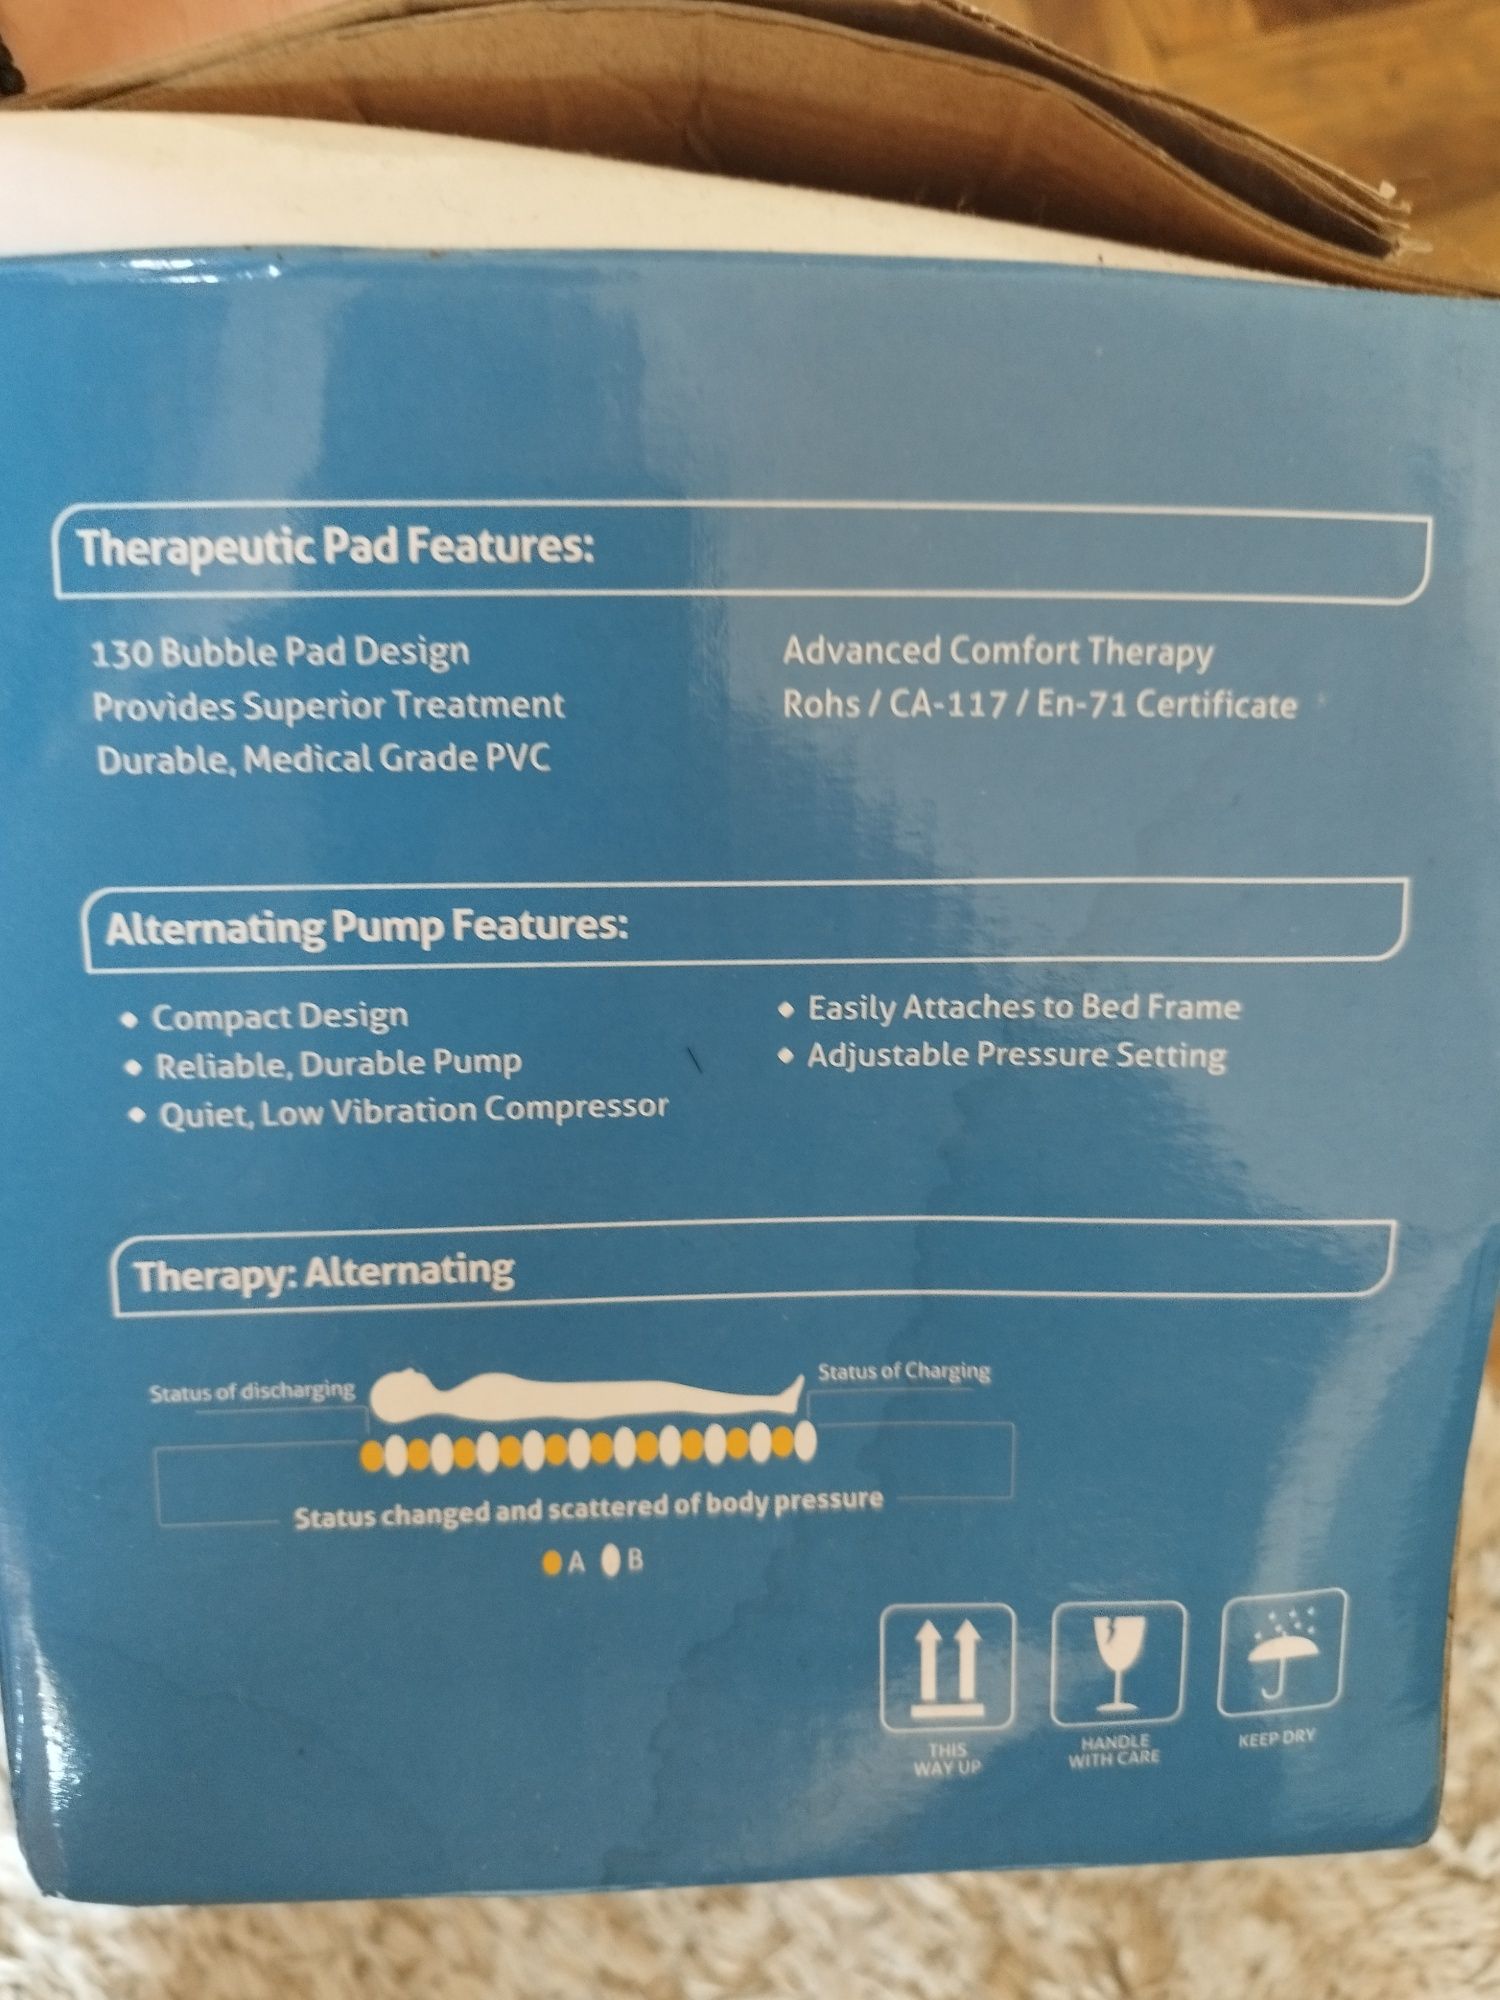 Therapeutic Pad Features:
130 Bubble Pad Design
Provides Superior Treatment
Durable, Medical Grade PVC
Advanced Comfort Therapy
Rohs / CA-117 / En-71 Certificate
Alternating Pump Features:
• Compact Design
• Reliable, Durable Pump
• Quiet, Low Vibration Compressor
• Easily Attaches to Bed Frame
• Adjustable Pressure Setting
Therapy: Alternating
Status of discharging
Status of Charging
Status changed and scattered of body pressure
A B
THIS
WAY UP
HANDLE
WITH CARE
KEEP DRY